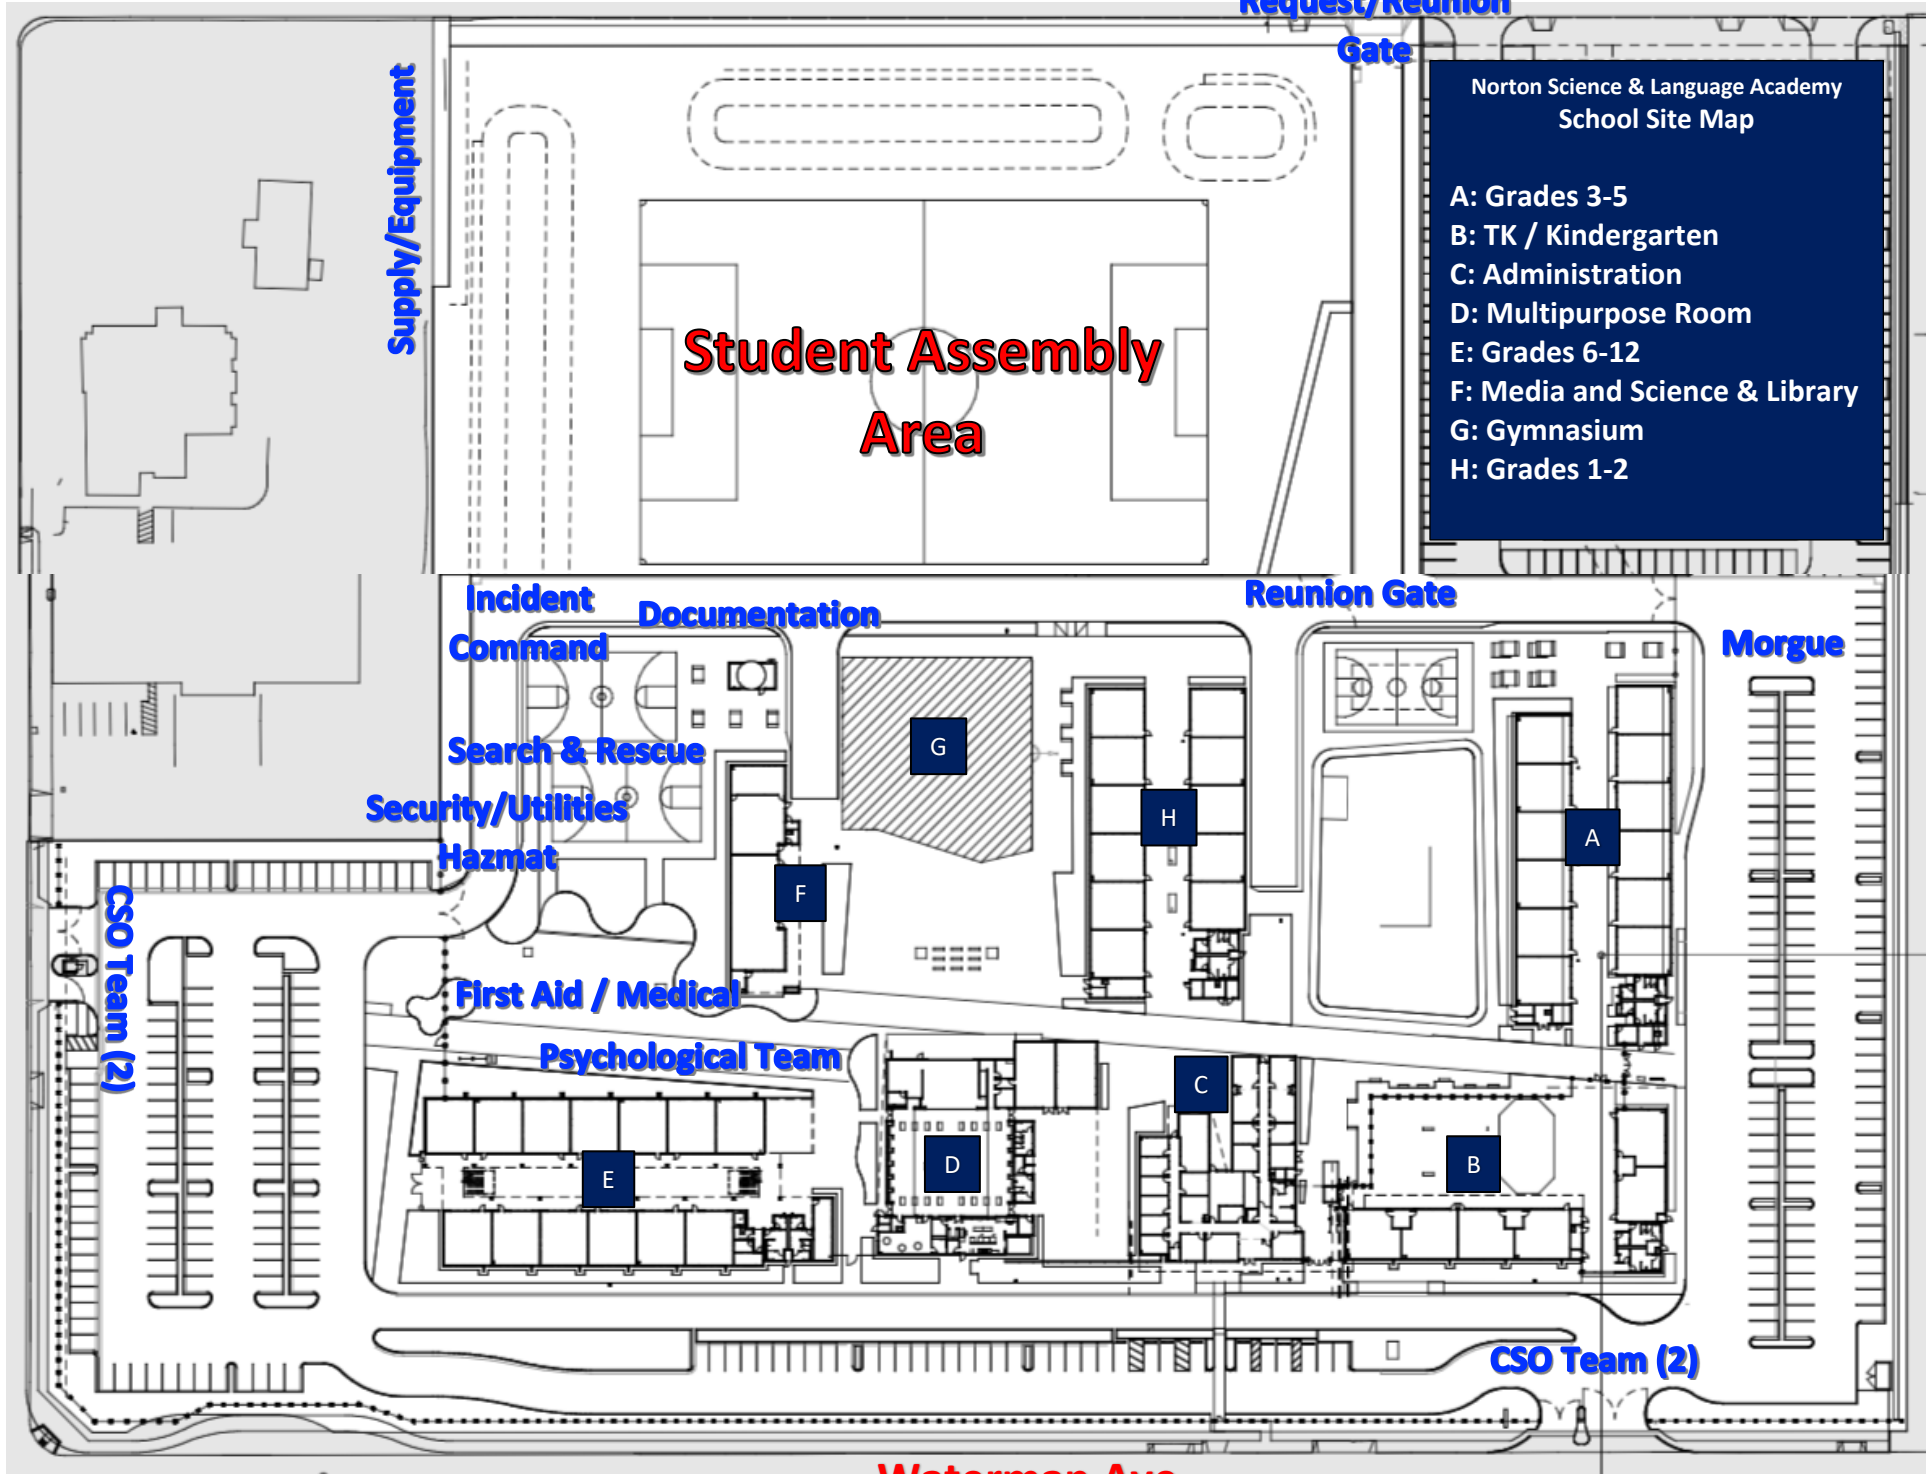 Request/Reunion
Gate
Norton Science & Language Academy
School Site Map
A: Grades 3-5
B: TK / Kindergarten
C: Administration
D: Multipurpose Room
E: Grades 6-12
F: Media and Science & Library
G: Gymnasium
H: Grades 1-2
Supply/Equipment
Student Assembly
Area
Incident
Command
Documentation
Reunion Gate
Morgue
Search & Rescue
Security/Utilities
Hazmat
G
H
A
F
CSO Team (2)
First Aid / Medical
Psychological Team
C
E
D
B
CSO Team (2)
Waterman Ave